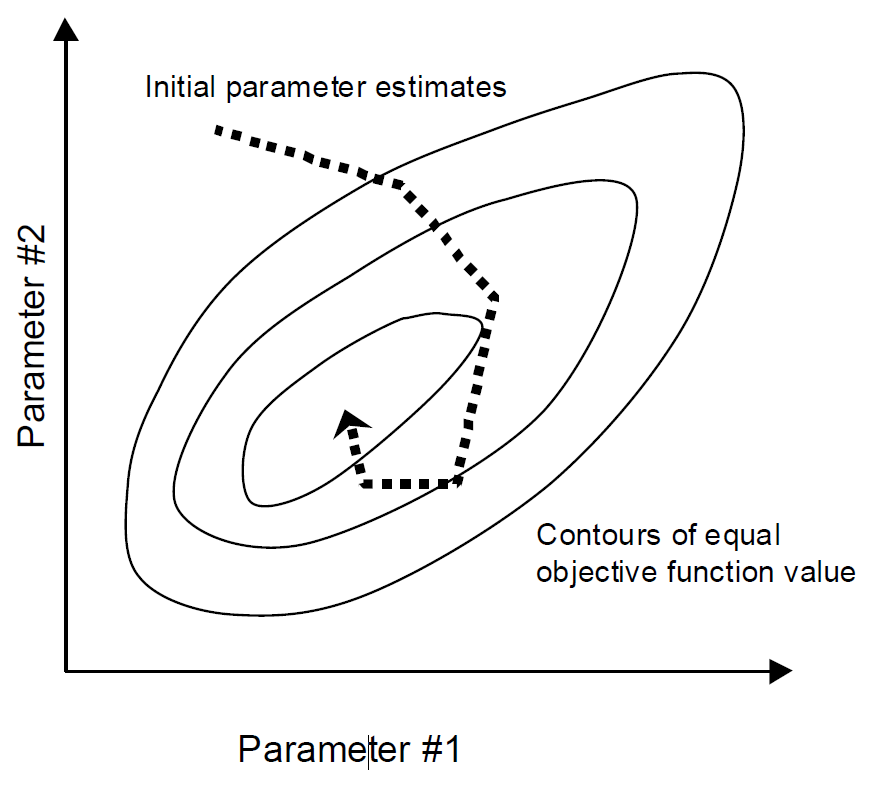 Initial parameter estimates
Parameter #2
Contours of equal
objective function value
Parameter #1